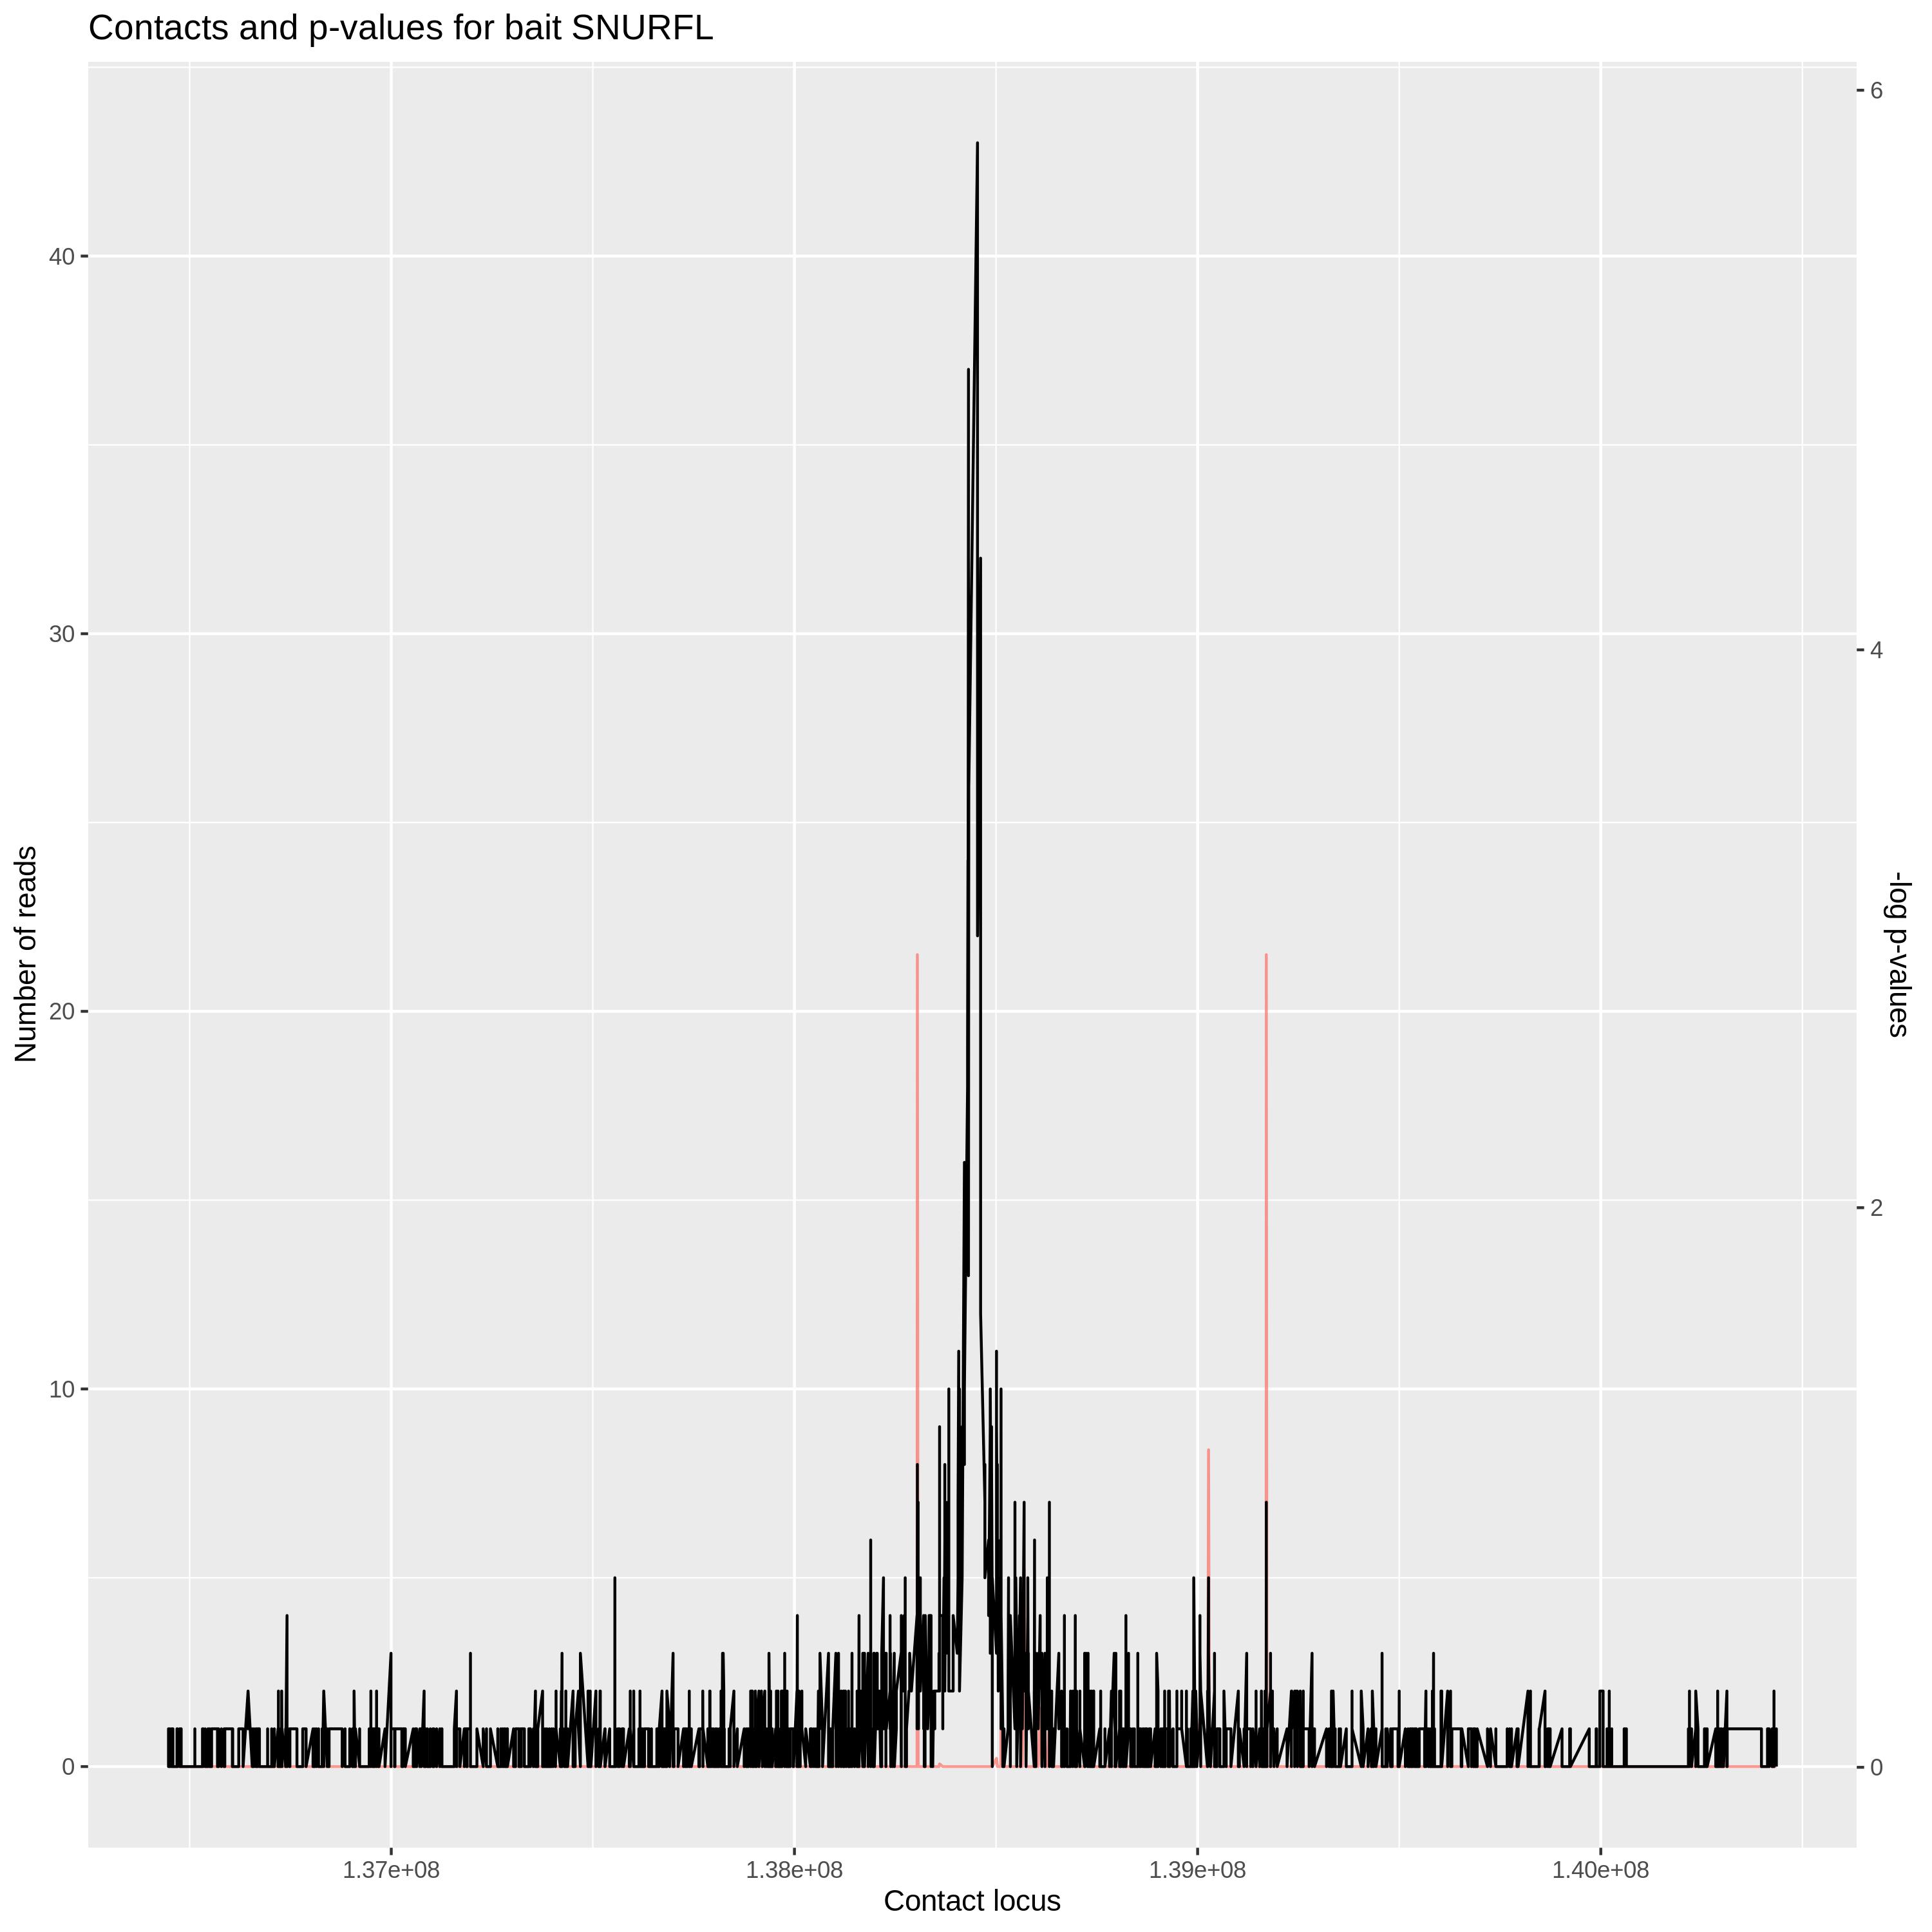 Contacts and p-values for bait SNURFL
6
40
4
30
Number of reads
-log p-values
20
2
10
0
0
1.37e+08
1.38e+08
1.39e+08
1.40e+08
Contact locus